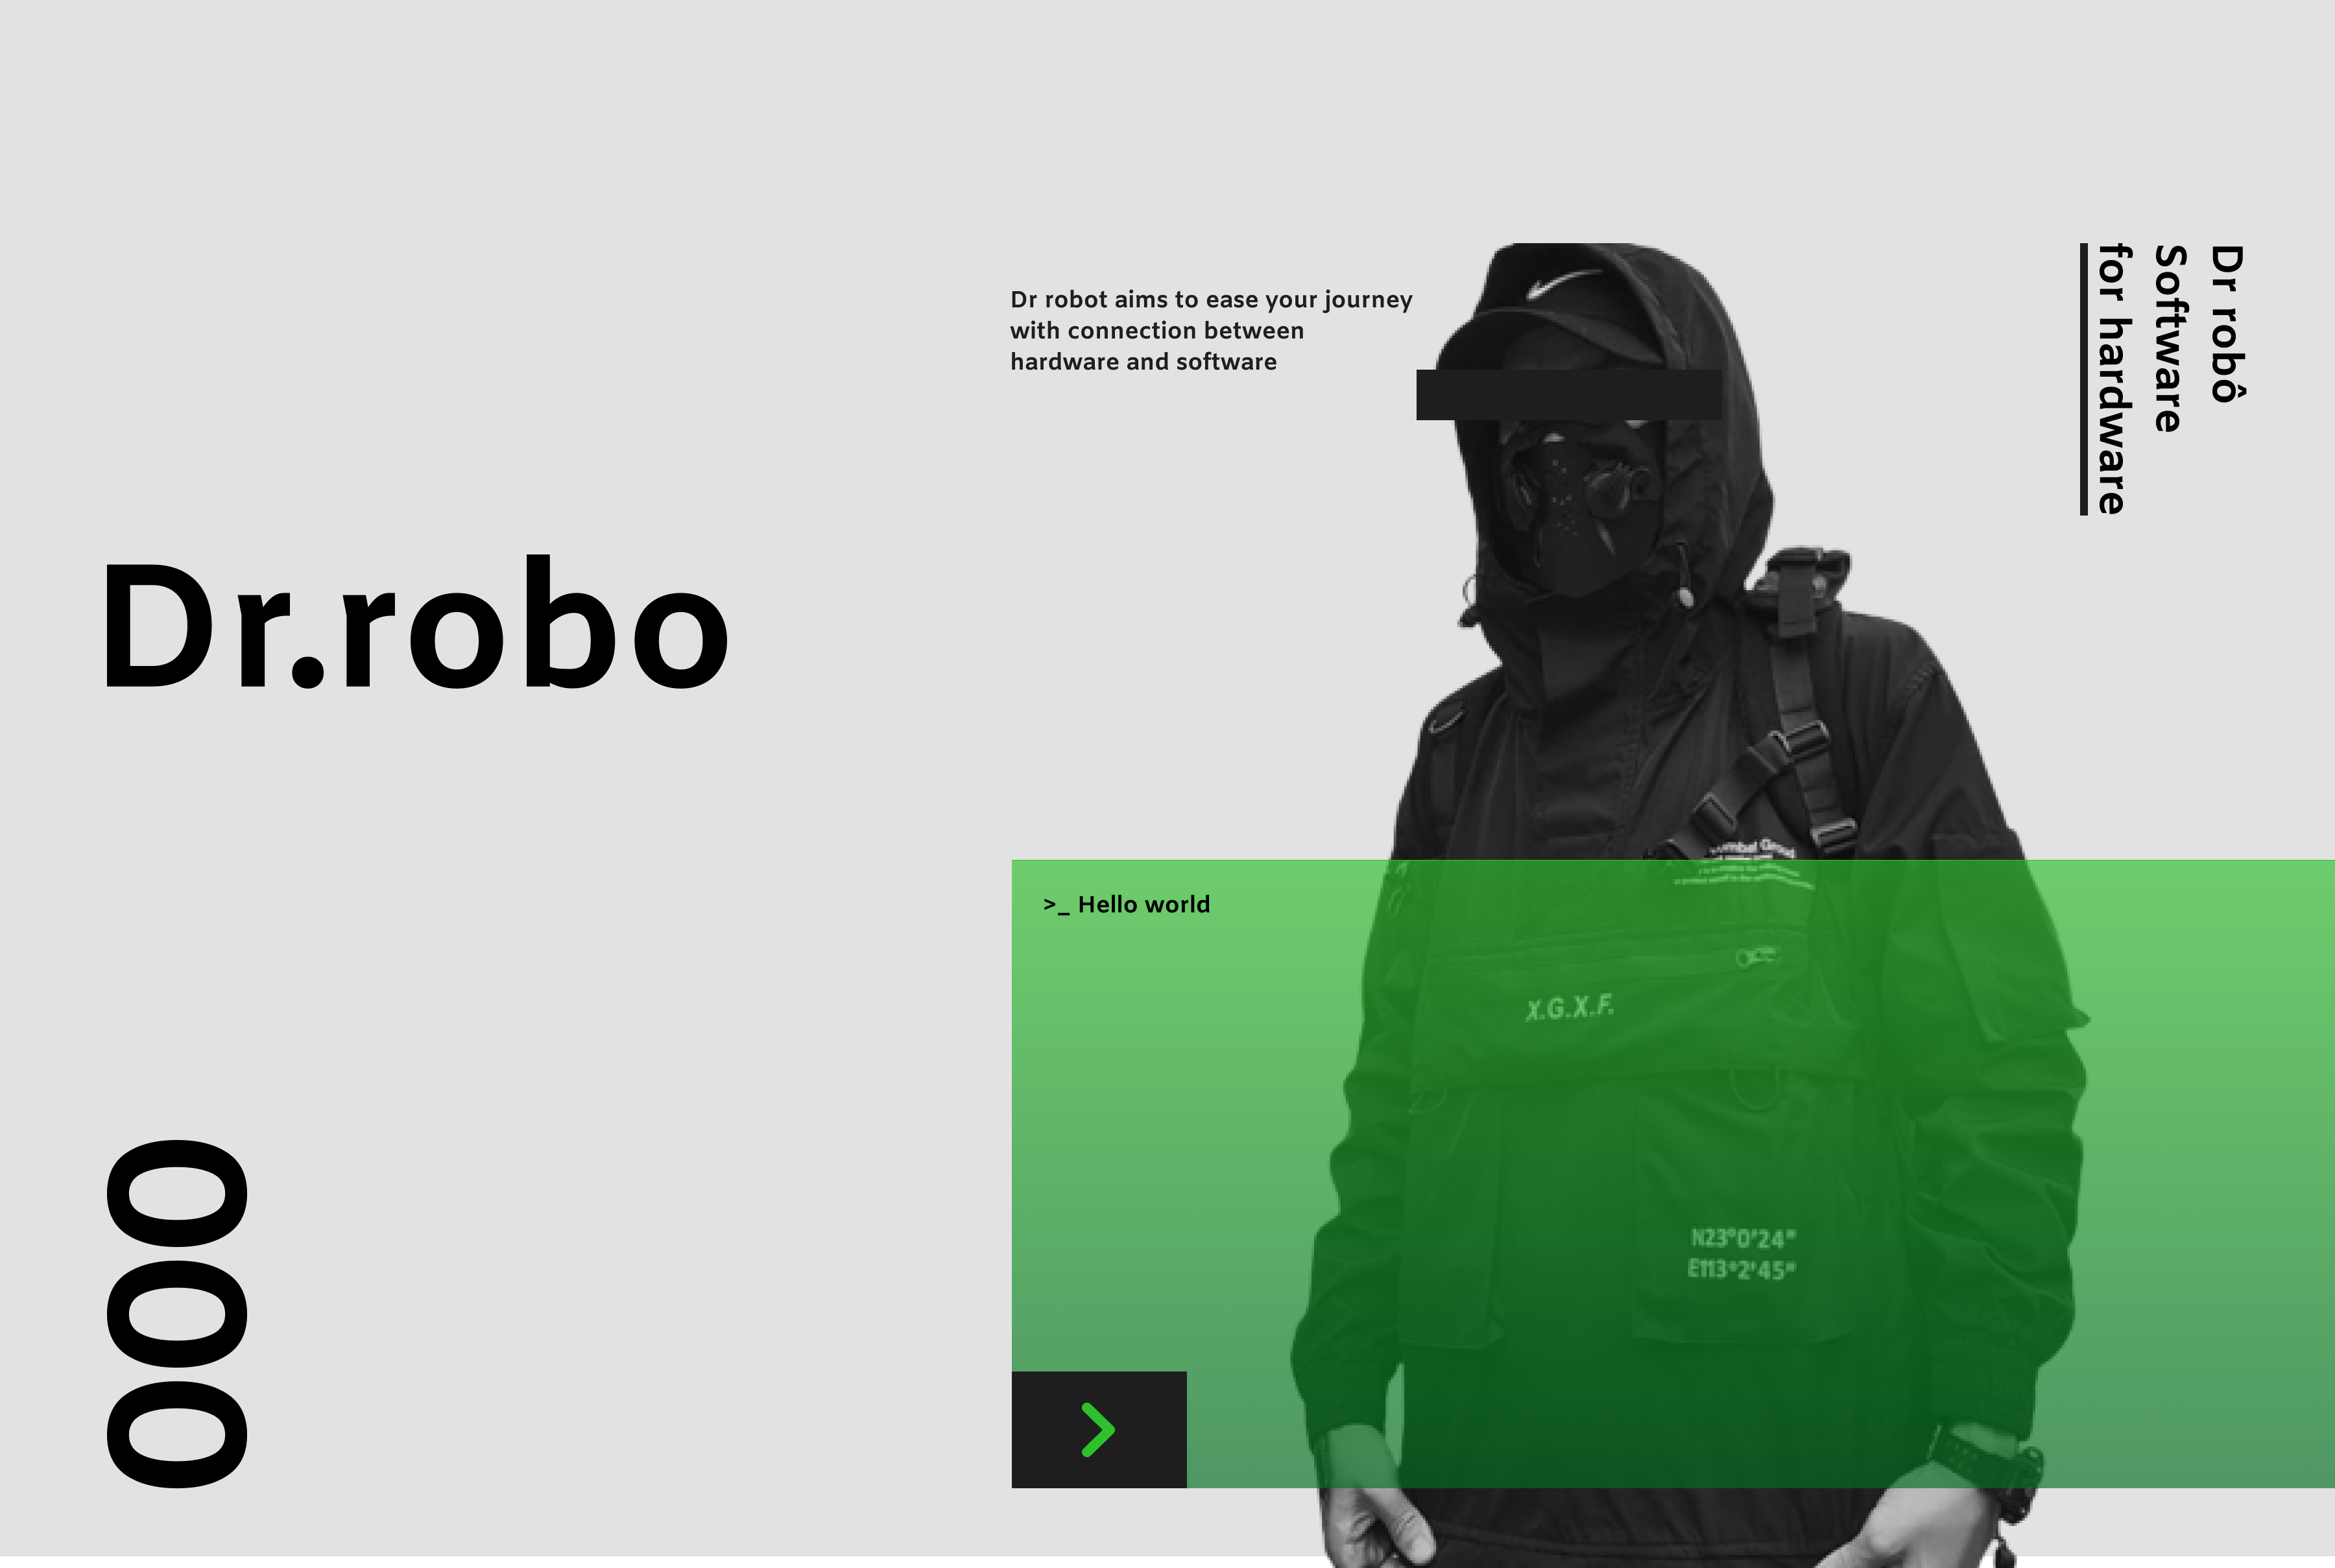 Dr robot aims to ease your journey
with connection between
hardware and software
Dr robô
Software
for hardware
Dr.robo
>_ Hello world
X.G.X.F.
N23°0'24"
E113°2'45"
000